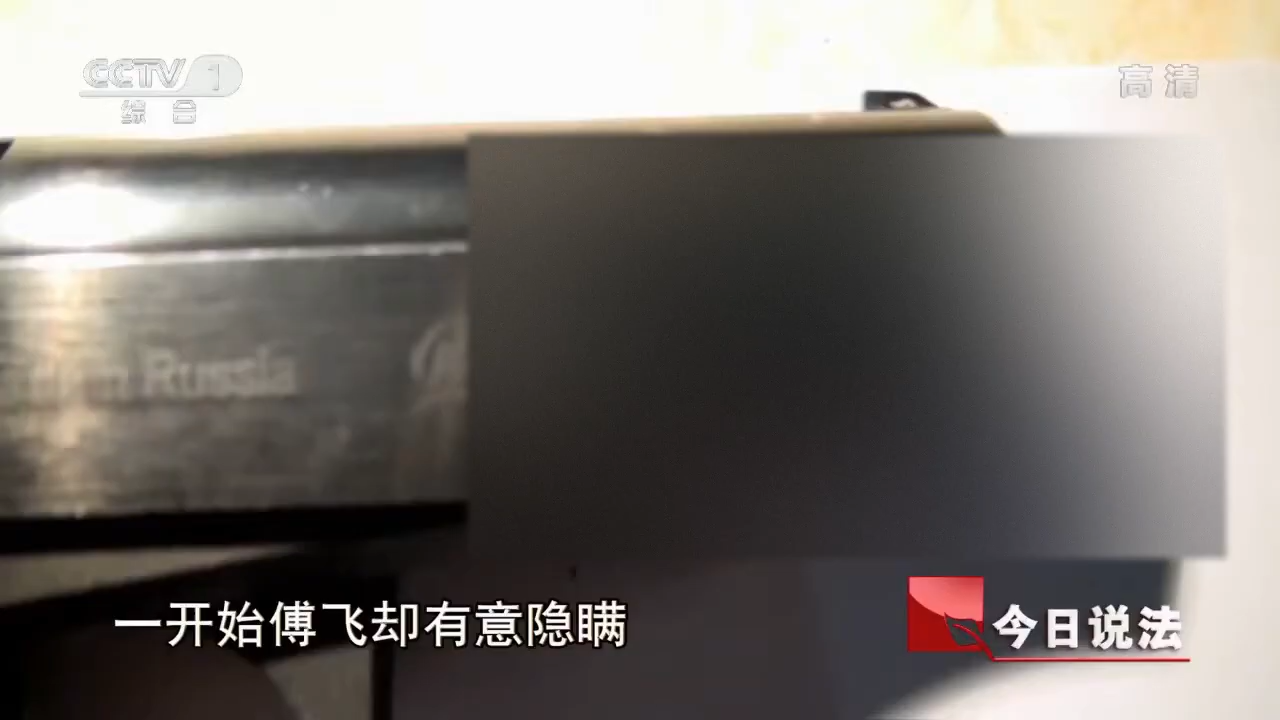 CCTV 1
综合
高清
in Russia
一开始傅飞却有意隐瞒
今日说法